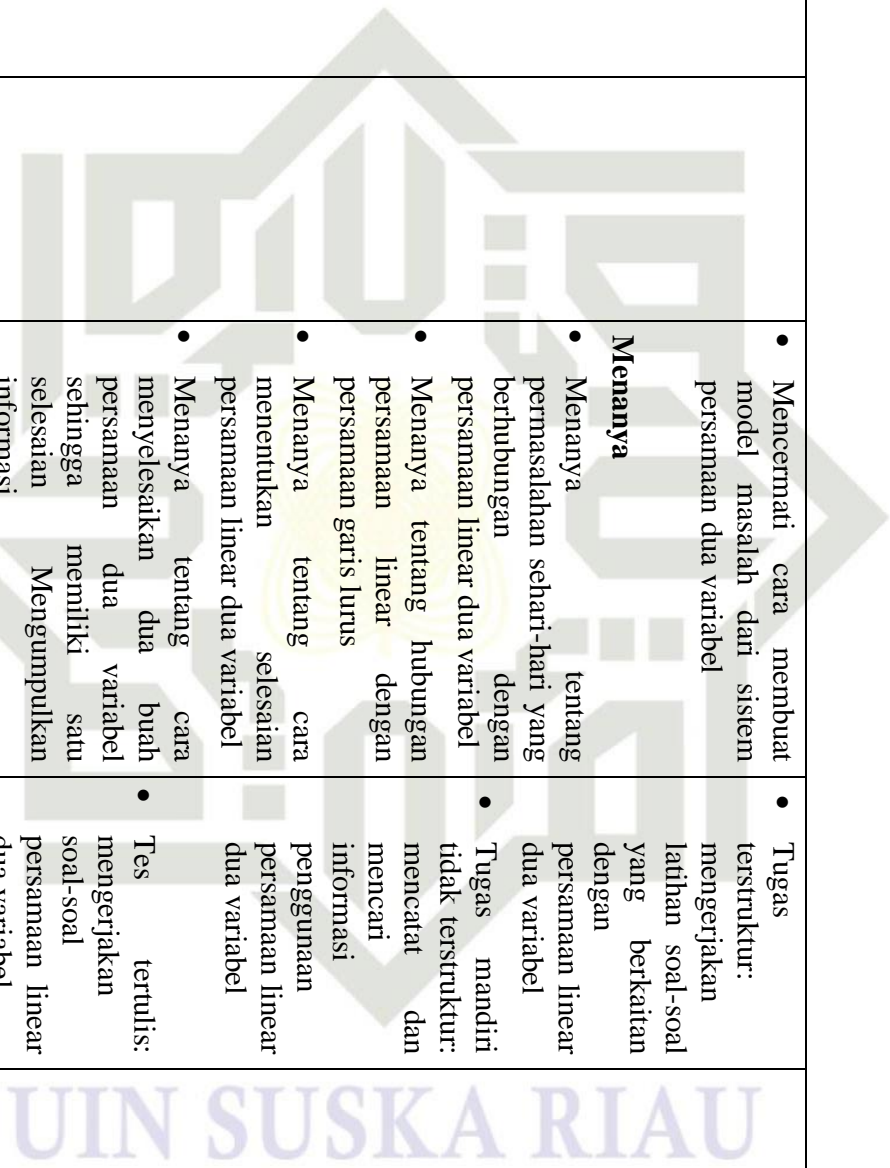 • Mencermati cara membuat
model masalah dari sistem
persamaan dua variabel
Menanya
• Menanya tentang
permasalahan sehari-hari yang
berhubungan dengan
persamaan linear dua variabel
• Menanya tentang hubungan
persamaan linear dengan
persamaan garis lurus
• Menanya tentang cara
menentukan selesaian
persamaan linear dua variabel
• Menanya tentang cara
menyelesaikan dua buah
persamaan dua variabel
sehingga memiliki satu
selesaian Mengumpulkan
informasi
• Tugas
terstruktur:
mengerjakan
latihan soal-soal
yang berkaitan
dengan
persamaan linear
dua variabel
• Tugas mandiri
tidak terstruktur:
mencatat dan
mencari
informasi
penggunaan
persamaan linear
dua variabel
• Tes tertulis:
mengerjakan
soal-soal
persamaan linear
dua variabel
UIN SUSKA RIAU